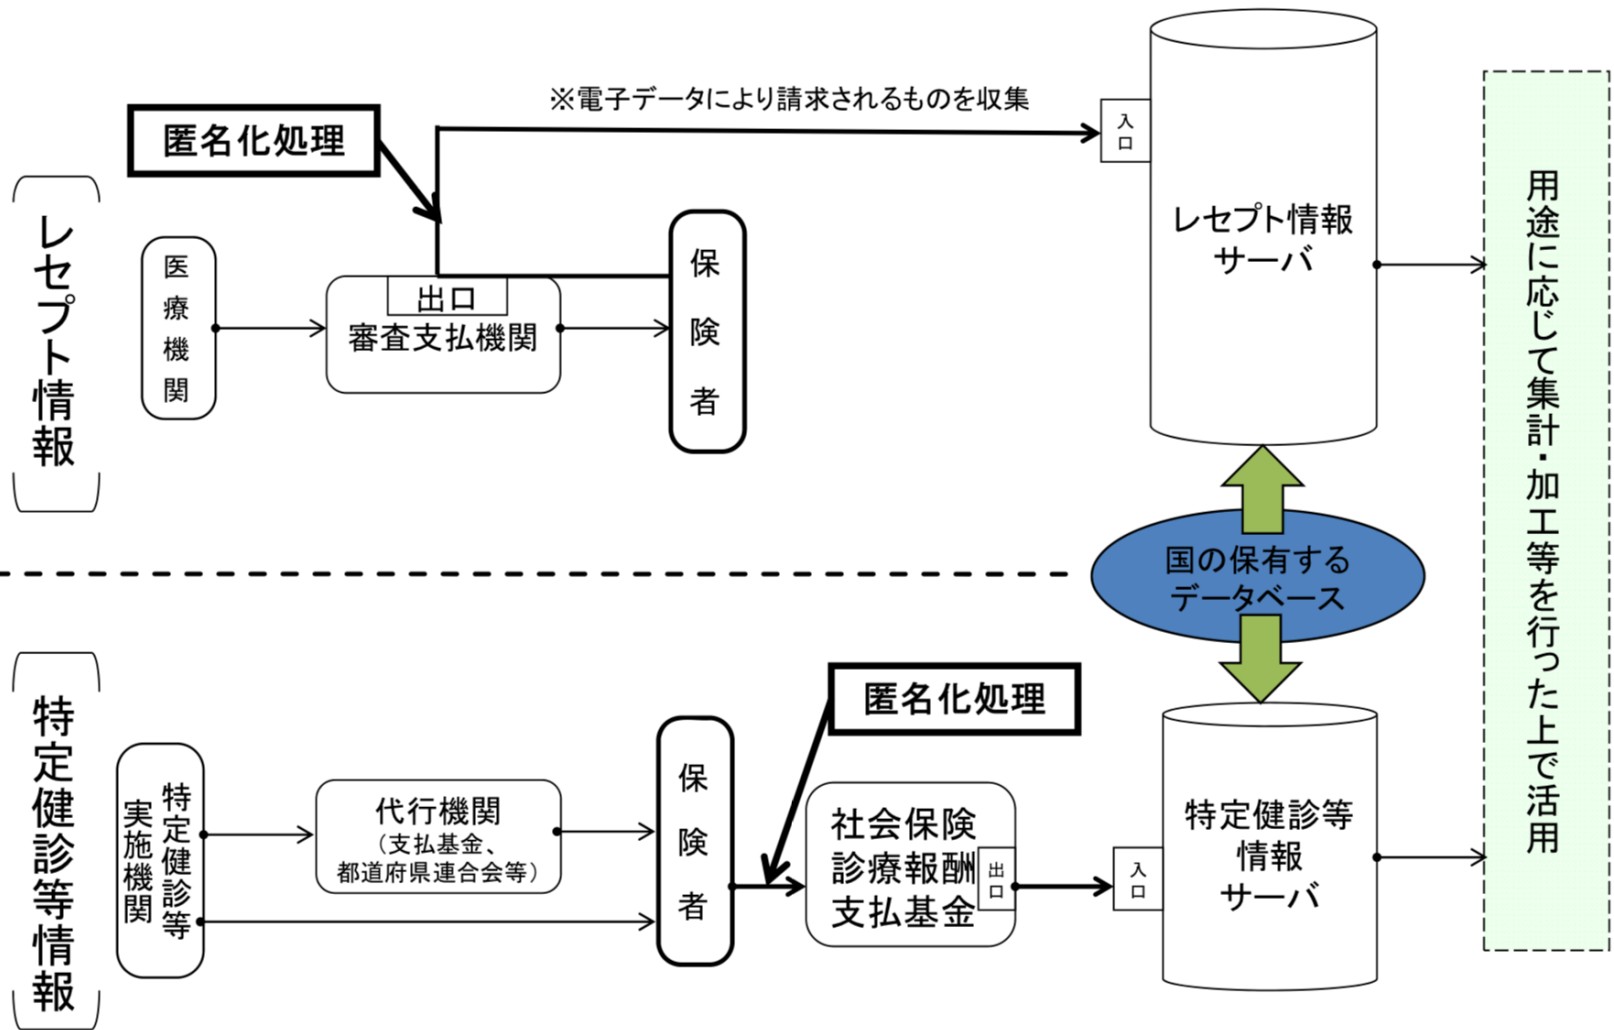 ※電子データにより請求されるものを収集
匿名化処理
レセプト情報
医療機関
出口
審査支払機関
保険者
入口
レセプト情報
サーバ
用途に応じて集計・加工等を行った上で活用
国の保有する
データベース
特定健診等情報
特定健診等
実施機関
代行機関
（支払基金、
都道府県連合会等）
保険者
匿名化処理
社会保険
診療報酬
支払基金
出口
入口
特定健診等
情報
サーバ